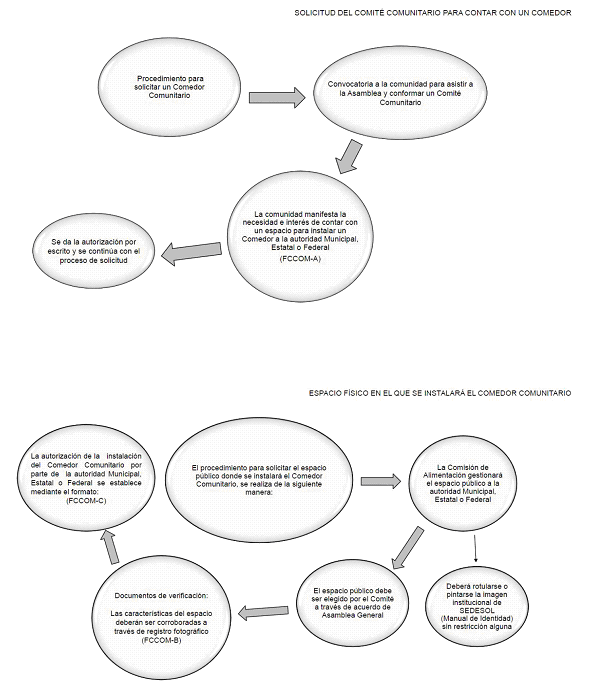 SOLICITUD DEL COMITÉ COMUNITARIO PARA CONTAR CON UN COMEDOR
Procedimiento para
solicitar un Comedor
Comunitario
Convocatoria a la comunidad para asistir a
la Asamblea y conformar un Comité
Comunitario
La comunidad manifiesta la
necesidad e interés de contar con
un espacio para instalar un
Comedor a la autoridad Municipal,
Estatal o Federal
(FCCOM-A)
Se da la autorización por
escrito y se continúa con el
proceso de solicitud
ESPACIO FÍSICO EN EL QUE SE INSTALARÁ EL COMEDOR COMUNITARIO
El procedimiento para solicitar el espacio
público donde se instalará el Comedor
Comunitario, se realiza de la siguiente
manera:
La Comisión de
Alimentación gestionará
el espacio público a la
autoridad Municipal,
Estatal o Federal
Deberá rotularse o
pintarse la imagen
institucional de
SEDESOL
(Manual de Identidad)
sin restricción alguna
El espacio público debe
ser elegido por el Comité
a través de acuerdo de
Asamblea General
Documentos de verificación:
Las características del espacio
deberán ser corroboradas a
través de registro fotográfico
(FCCOM-B)
La autorización de la instalación
del Comedor Comunitario por
parte de la autoridad Municipal,
Estatal o Federal se establece
mediante el formato:
(FCCOM-C)